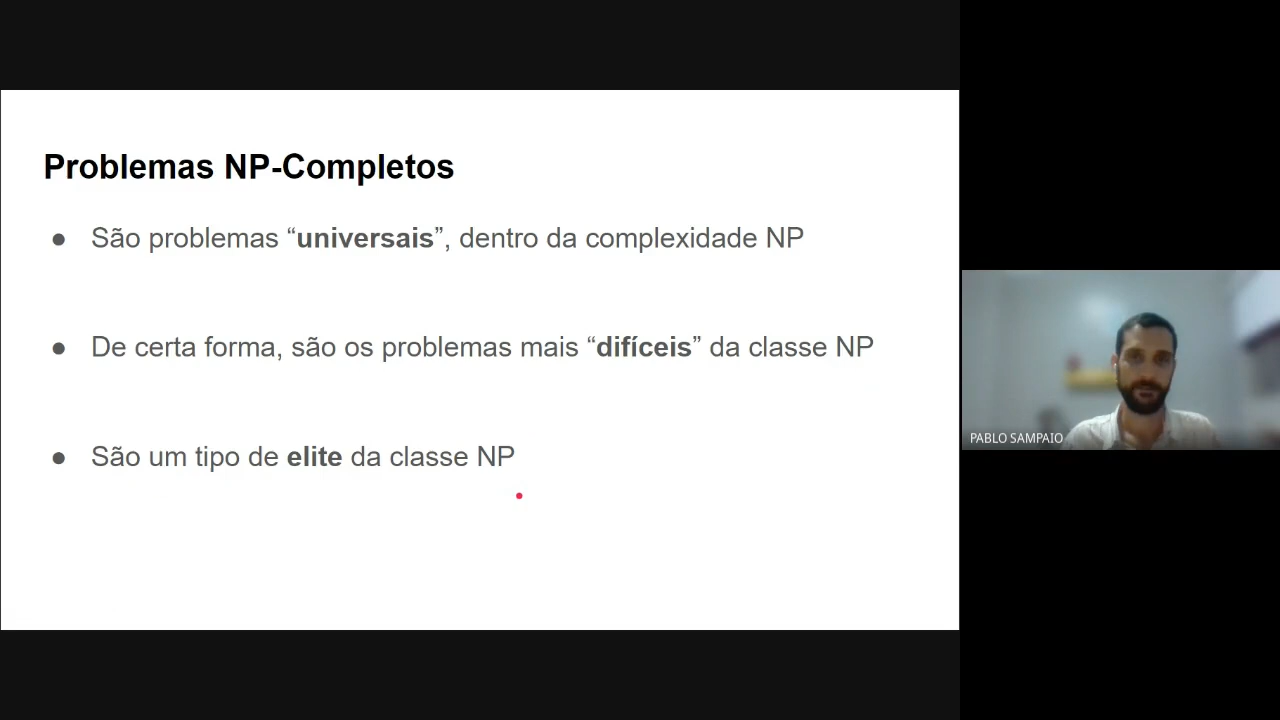 Problemas NP-Completos
● São problemas “universais”, dentro da complexidade NP
● De certa forma, são os problemas mais “difíceis” da classe NP
● São um tipo de elite da classe NP
PABLO SAMPAIO